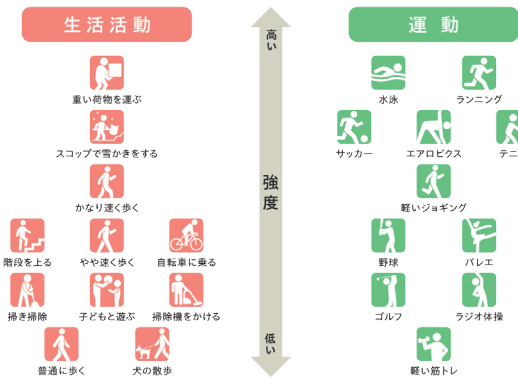 生活活動
高い
運動
重い荷物を運ぶ
水泳
ランニング
スコップで雪かきをする
サッカー
エアロビクス
テニ
強度
かなり速く歩く
軽いジョギング
階段を上る
やや速く歩く
自転車に乗る
野球
バレエ
掃き掃除
子どもと遊ぶ
掃除機をかける
ゴルフ
ラジオ体操
低い
普通に歩く
犬の散歩
軽い筋トレ